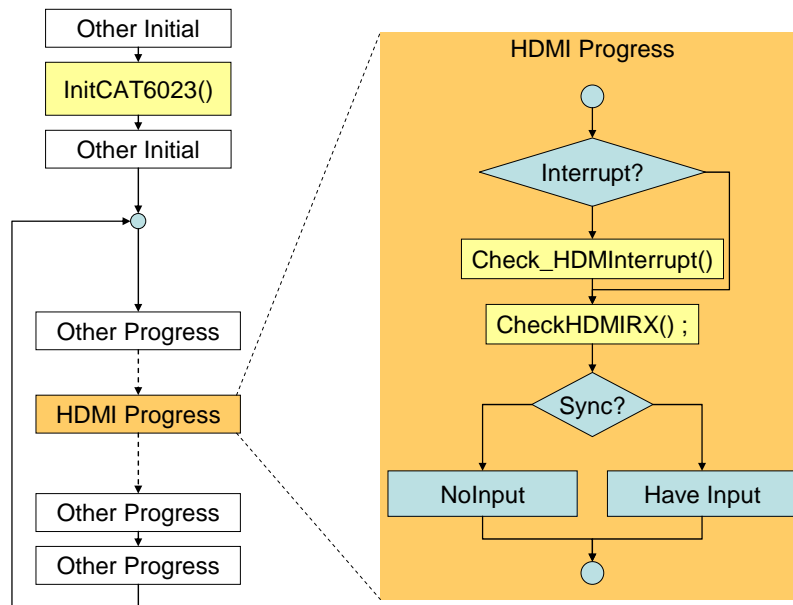 Other Initial
InitCAT6023()
Other Initial
Other Progress
HDMI Progress
Other Progress
Other Progress
HDMI Progress
Interrupt?
Check_HDMInterrupt()
CheckHDMIRX() ;
Sync?
NoInput
Have Input